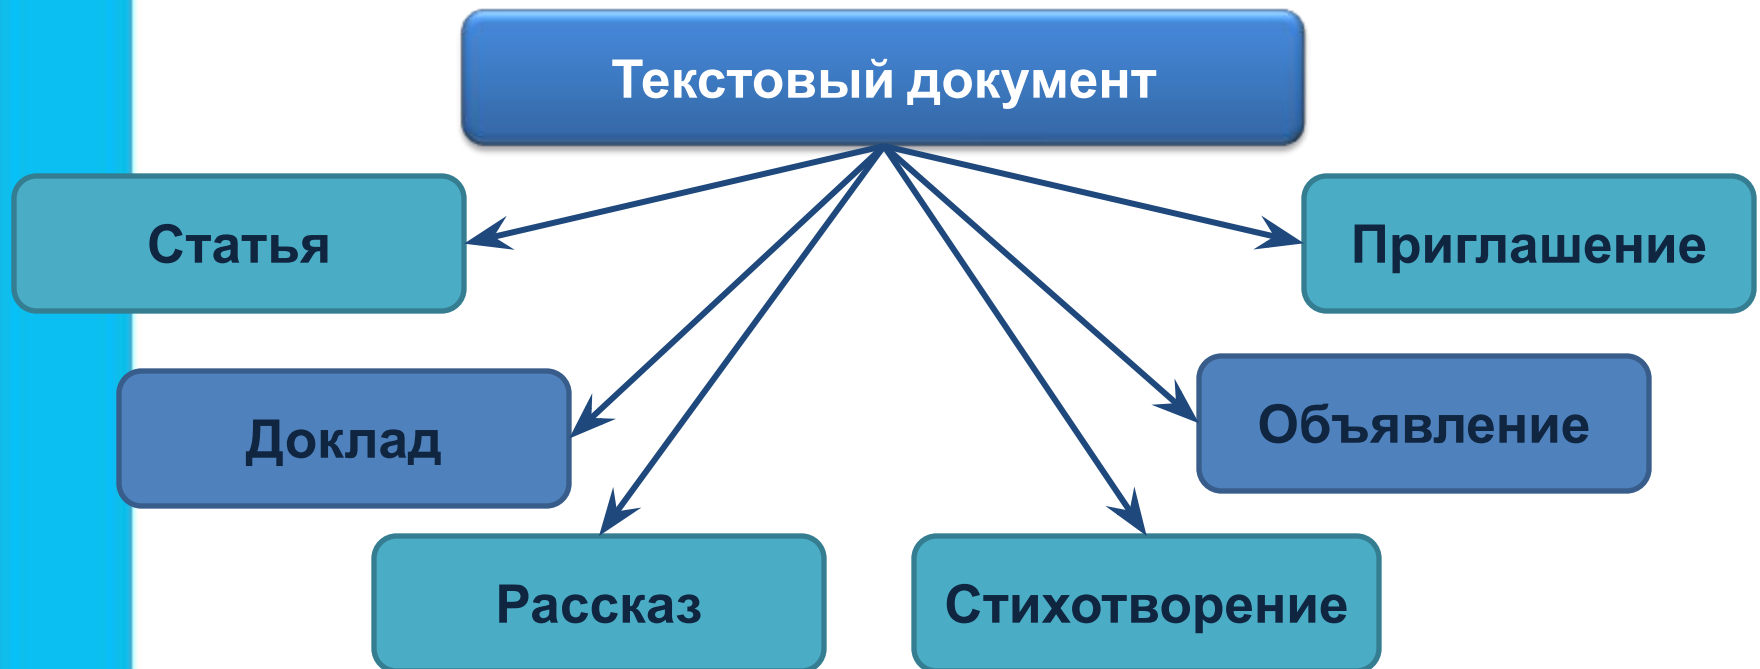 Текстовый документ
Статья
Приглашение
Доклад
Объявление
Рассказ
Стихотворение